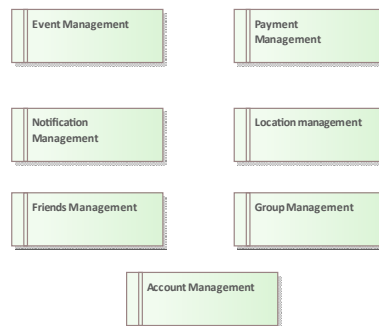 Event Management
Payment
Management
Notification
Management
Location management
Friends Management
Group Management
Account Management